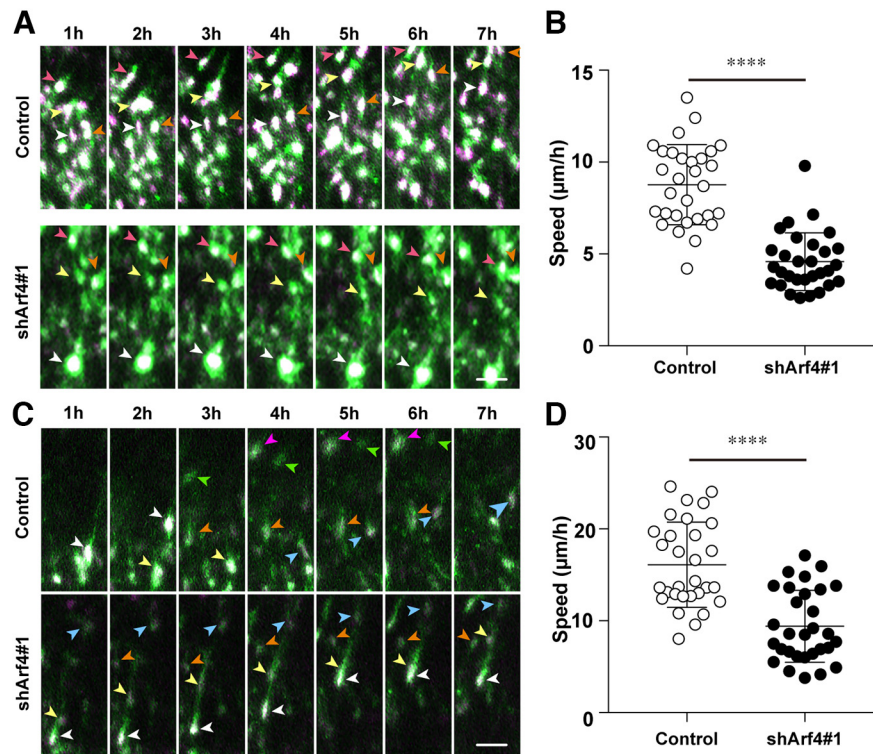 A
1h 2h 3h 4h 5h 6h 7h
Control
shArf4#1
B
****
Speed (μm/h)
15
10
5
0
Control shArf4#1
C
1h 2h 3h 4h 5h 6h 7h
Control
shArf4#1
D
****
Speed (μm/h)
30
20
10
0
Control shArf4#1